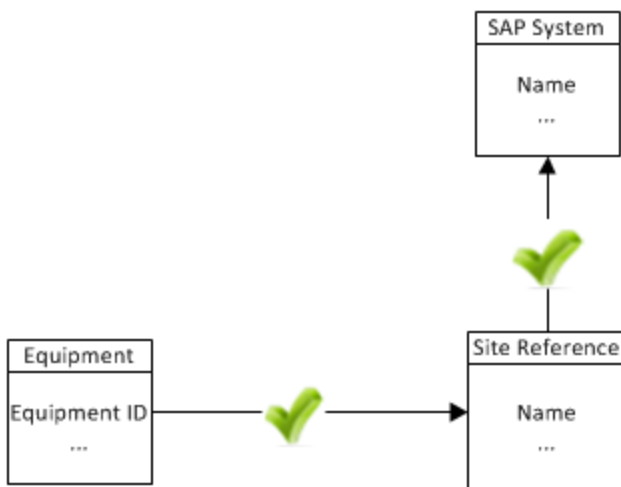 SAP System
Name
...
Equipment
Equipment ID
...
Site Reference
Name
...